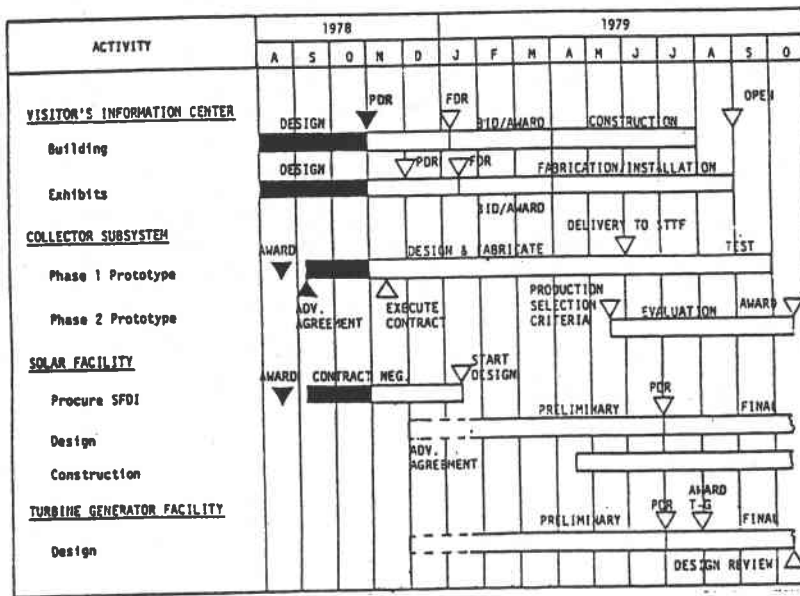 1978 1979
ACTIVITY
A S O N D J F M A M J J A S O
OPEN
PDR FDR
VISITOR'S INFORMATION CENTER
DESIGN BID/AWARD CONSTRUCTION
Building
DESIGN PDR FDR FABRICATION/INSTALLATION
Exhibits
BID/AWARD
DELIVERY TO STTF
COLLECTOR SUBSYSTEM
AWARD DESIGN & FABRICATE TEST
Phase 1 Prototype
PRODUCTION SELECTION CRITERIA
ADV. AGREEMENT EXECUTE CONTRACT
EVALUATION AWARD
Phase 2 Prototype
SOLAR FACILITY
START DESIGN
AWARD CONTRACT NEG.
Procure SFDI
PDR
PRELIMINARY FINAL
Design
ADV. AGREEMENT
Construction
AWARD T-G
TURBINE GENERATOR FACILITY
PDR
PRELIMINARY FINAL
Design
DESIGN REVIEW